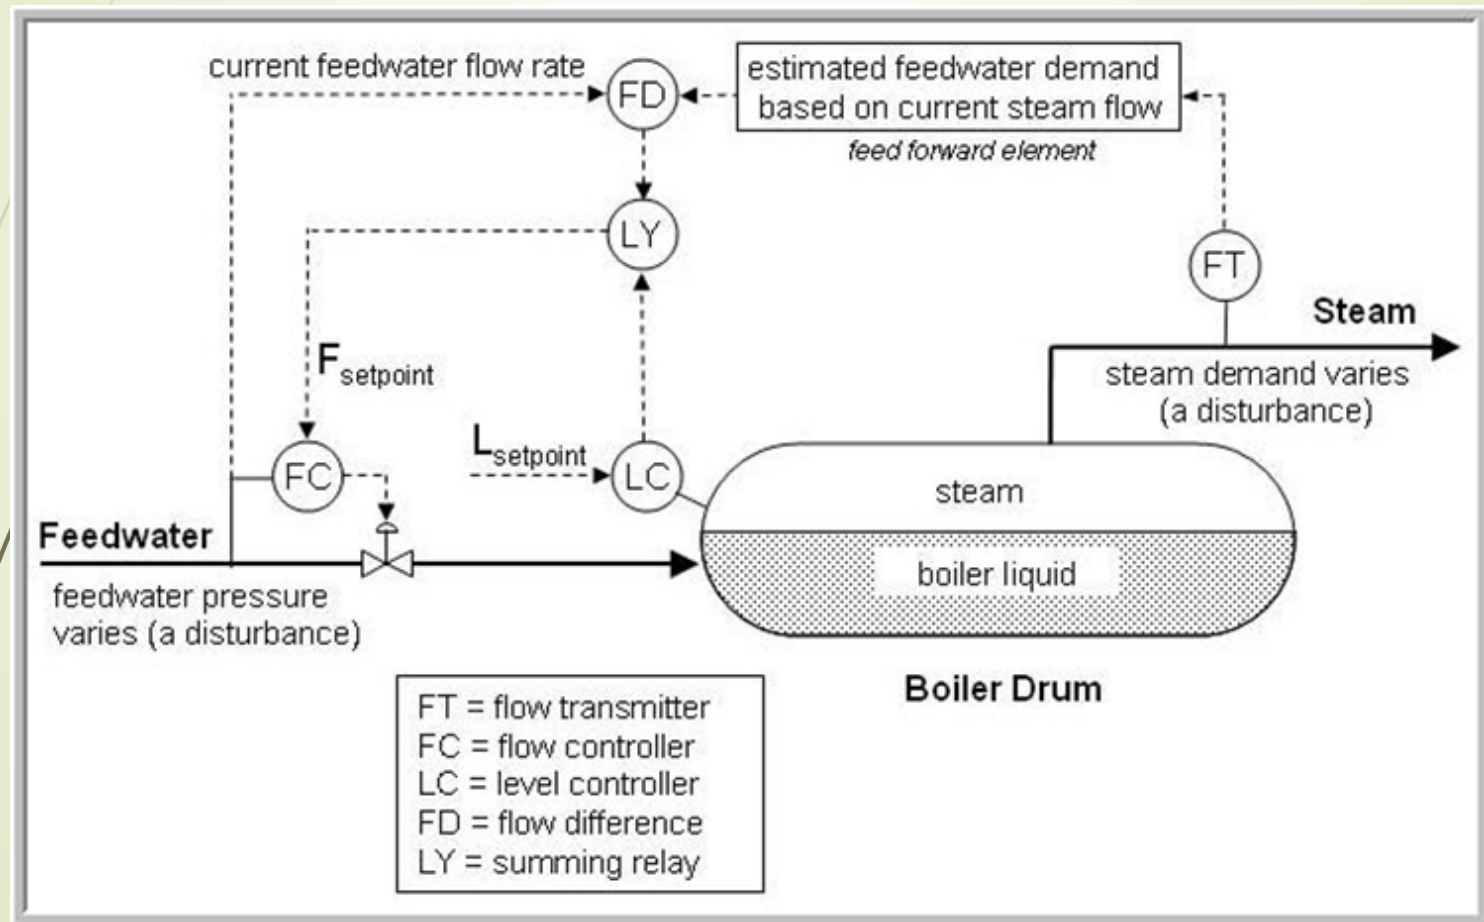 current feedwater flow rate
FD
estimated feedwater demand
based on current steam flow
feed forward element
LY
FT
Steam
steam demand varies
(a disturbance)
Fsetpoint
Lsetpoint
FC
LC
steam
boiler liquid
Feedwater
feedwater pressure
varies (a disturbance)
Boiler Drum
FT = flow transmitter
FC = flow controller
LC = level controller
FD = flow difference
LY = summing relay